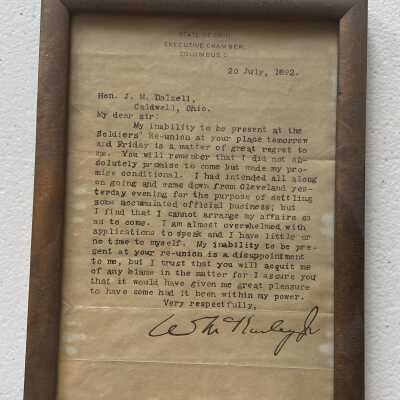 STATE OF OHIO
EXECUTIVE CHAMBER,
COLUMBUS O
20 July, 1892.
Hon. J. M. Dalzell,
Caldwell, Ohio.
My dear sir:
My inability to be present at the
Soldiers' Re-union at your place tomorrow
and Friday is a matter of great regret to
me. You will remember that I did not ab-
solutely promise to come but made my pro-
mise conditional. I had intended all along
on going and came down from Cleveland yes-
terday evening for the purpose of settling
some accumulated official business; but
I find that I cannot arrange my affairs so
as to come. I am almost overwhelmed with
applications to speak and I have little or
no time to myself. My inability to be pre-
sent at your re-union is a disappointment
to me, but I trust that you will acquit me
of any blame in the matter for I assure you
that it would have given me great pleasure
to have come had it been within my power.
Very respectfully,
W McKinley Jr